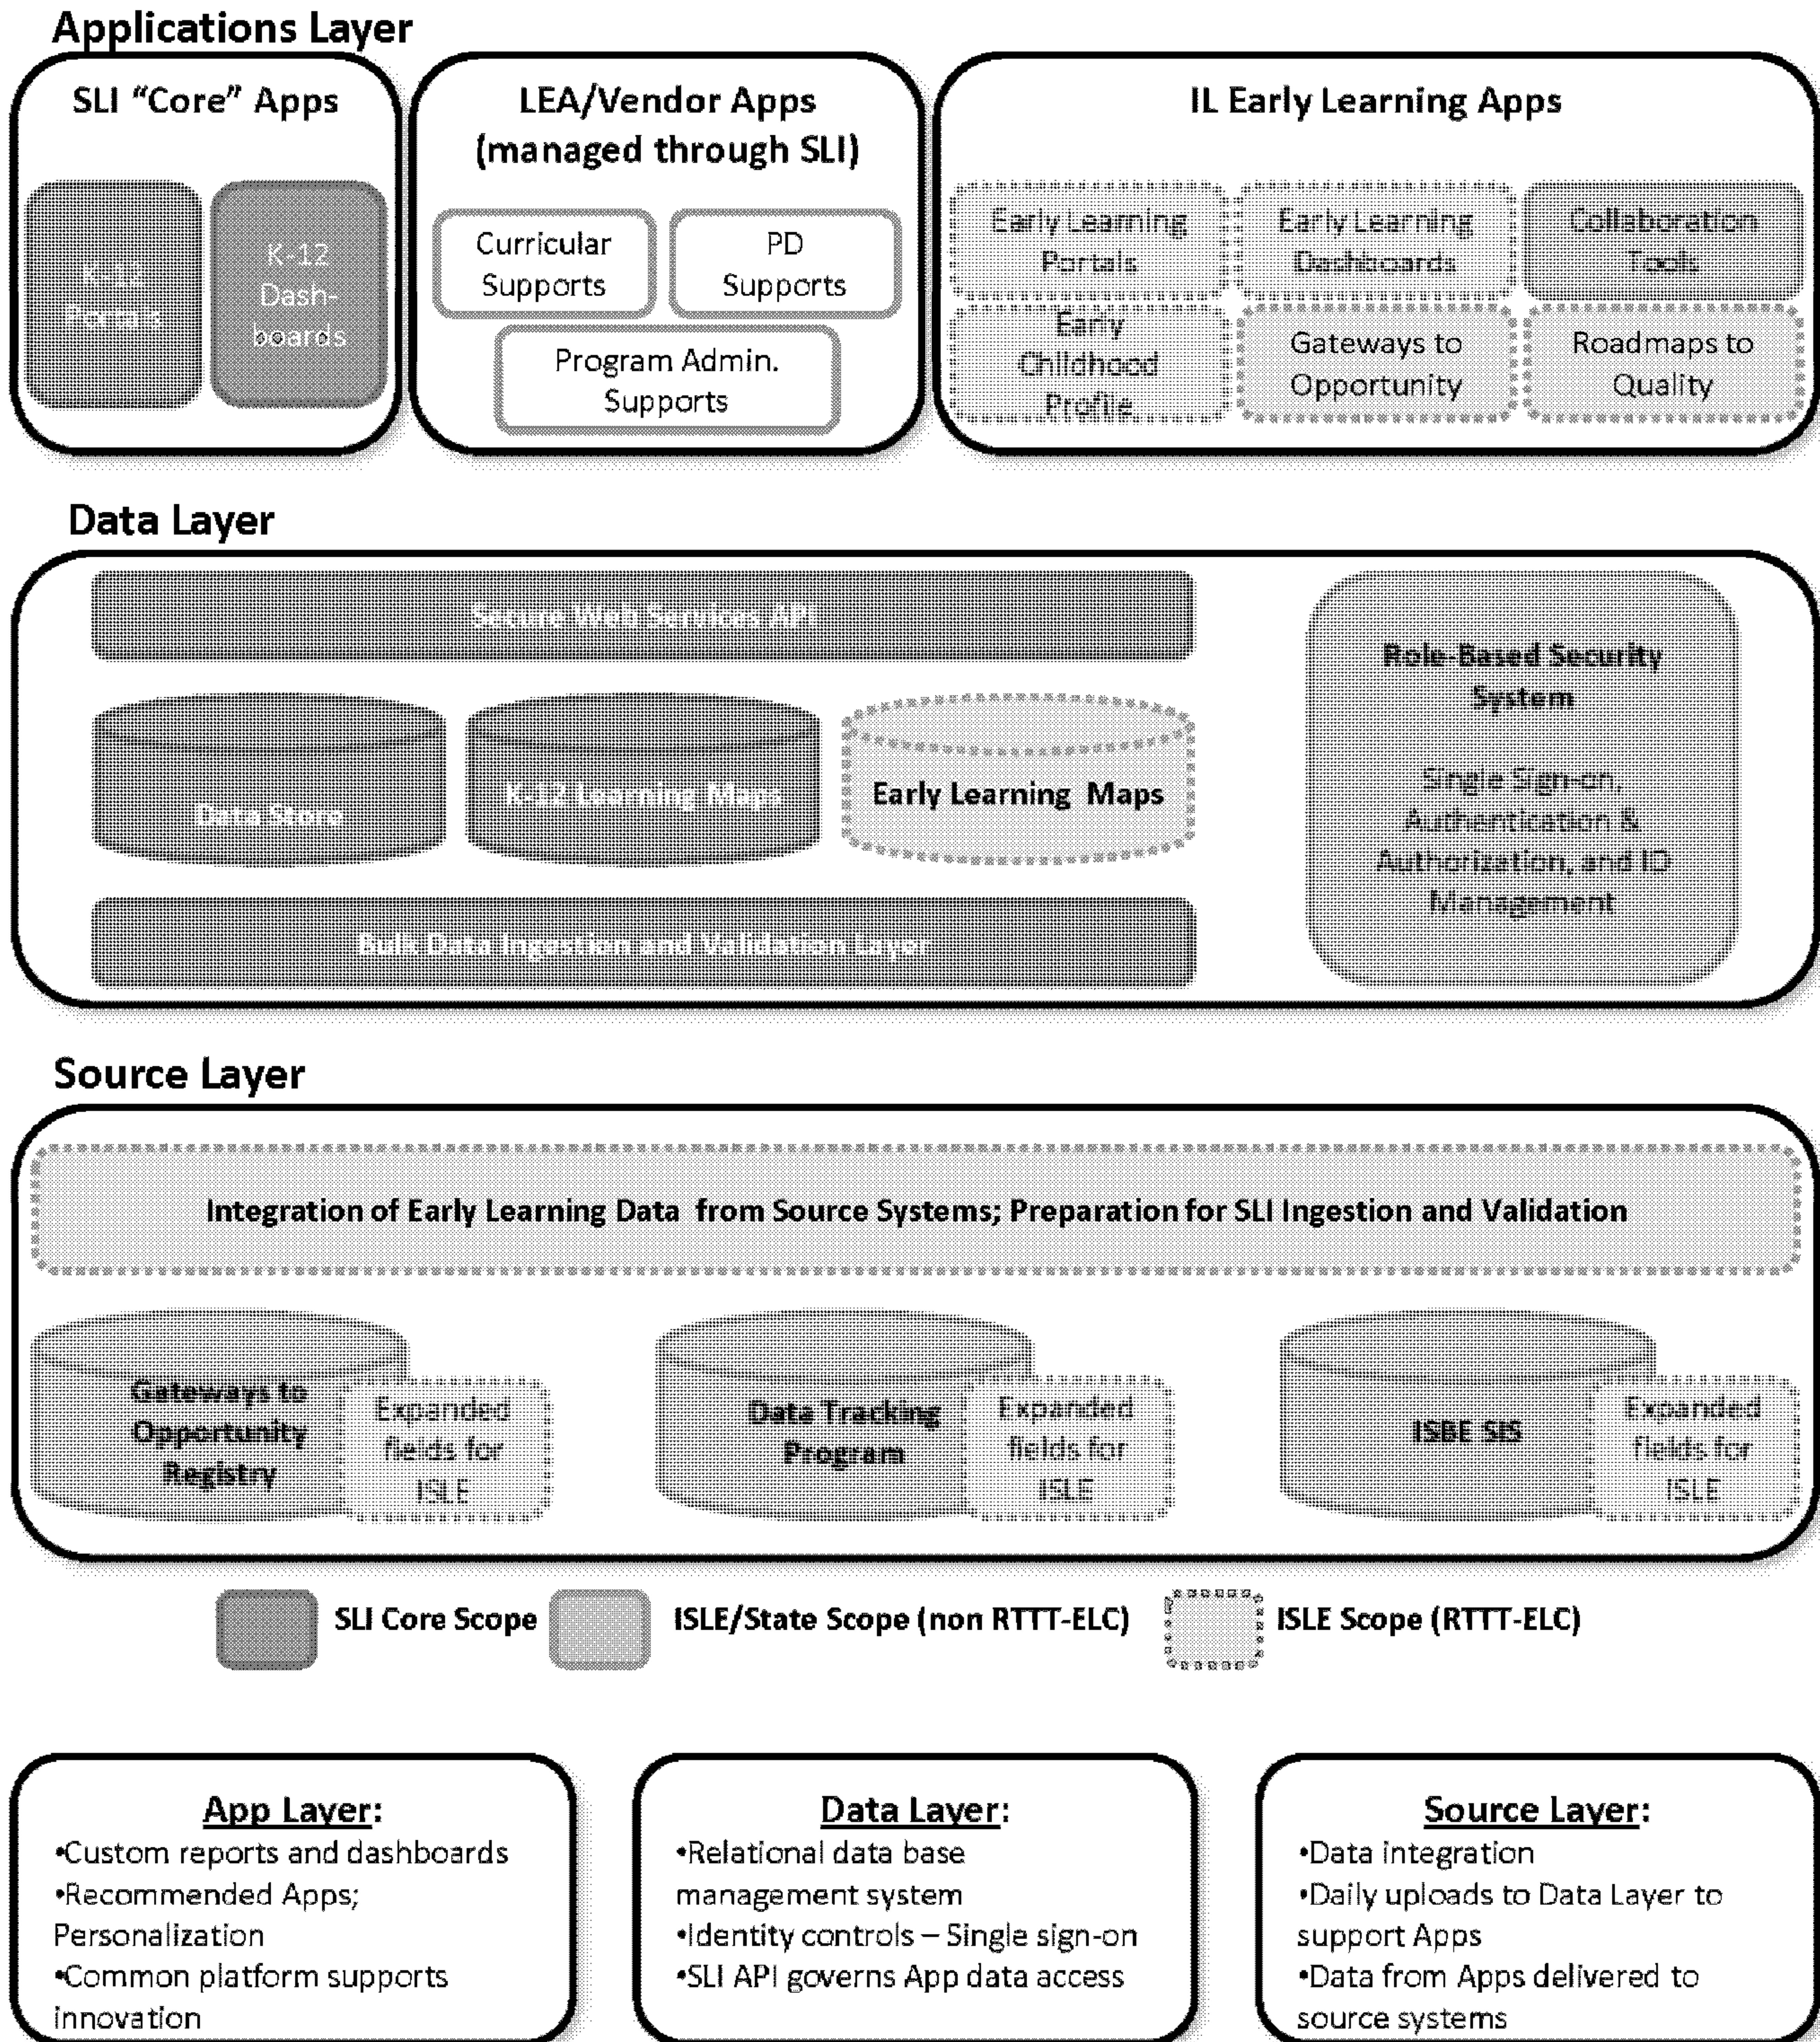 Applications Layer
SLI “Core” Apps
K-12
Portals
K-12
Dash-
boards
LEA/Vendor Apps
(managed through SLI)
Curricular
Supports
PD
Supports
Program Admin.
Supports
IL Early Learning Apps
Early Learning
Portals
Early Learning
Dashboards
Collaboration
Tools
Early
Childhood
Profile
Gateways to
Opportunity
Roadmaps to
Quality
Data Layer
Secure Web Services API
Data Store
K-12 Learning Maps
Early Learning Maps
Bulk Data Ingestion and Validation Layer
Role-Based Security
System
Single Sign-on,
Authentication &
Authorization, and ID
Management
Source Layer
Integration of Early Learning Data from Source Systems; Preparation for SLI Ingestion and Validation
Gateways to
Opportunity
Registry
Expanded
fields for
ISLE
Data Tracking
Program
Expanded
fields for
ISLE
ISBE SIS
Expanded
fields for
ISLE
SLI Core Scope
ISLE/State Scope (non RTTT-ELC)
ISLE Scope (RTTT-ELC)
App Layer:
•Custom reports and dashboards
•Recommended Apps;
Personalization
•Common platform supports
innovation
Data Layer:
•Relational data base
management system
•Identity controls – Single sign-on
•SLI API governs App data access
Source Layer:
•Data integration
•Daily uploads to Data Layer to
support Apps
•Data from Apps delivered to
source systems